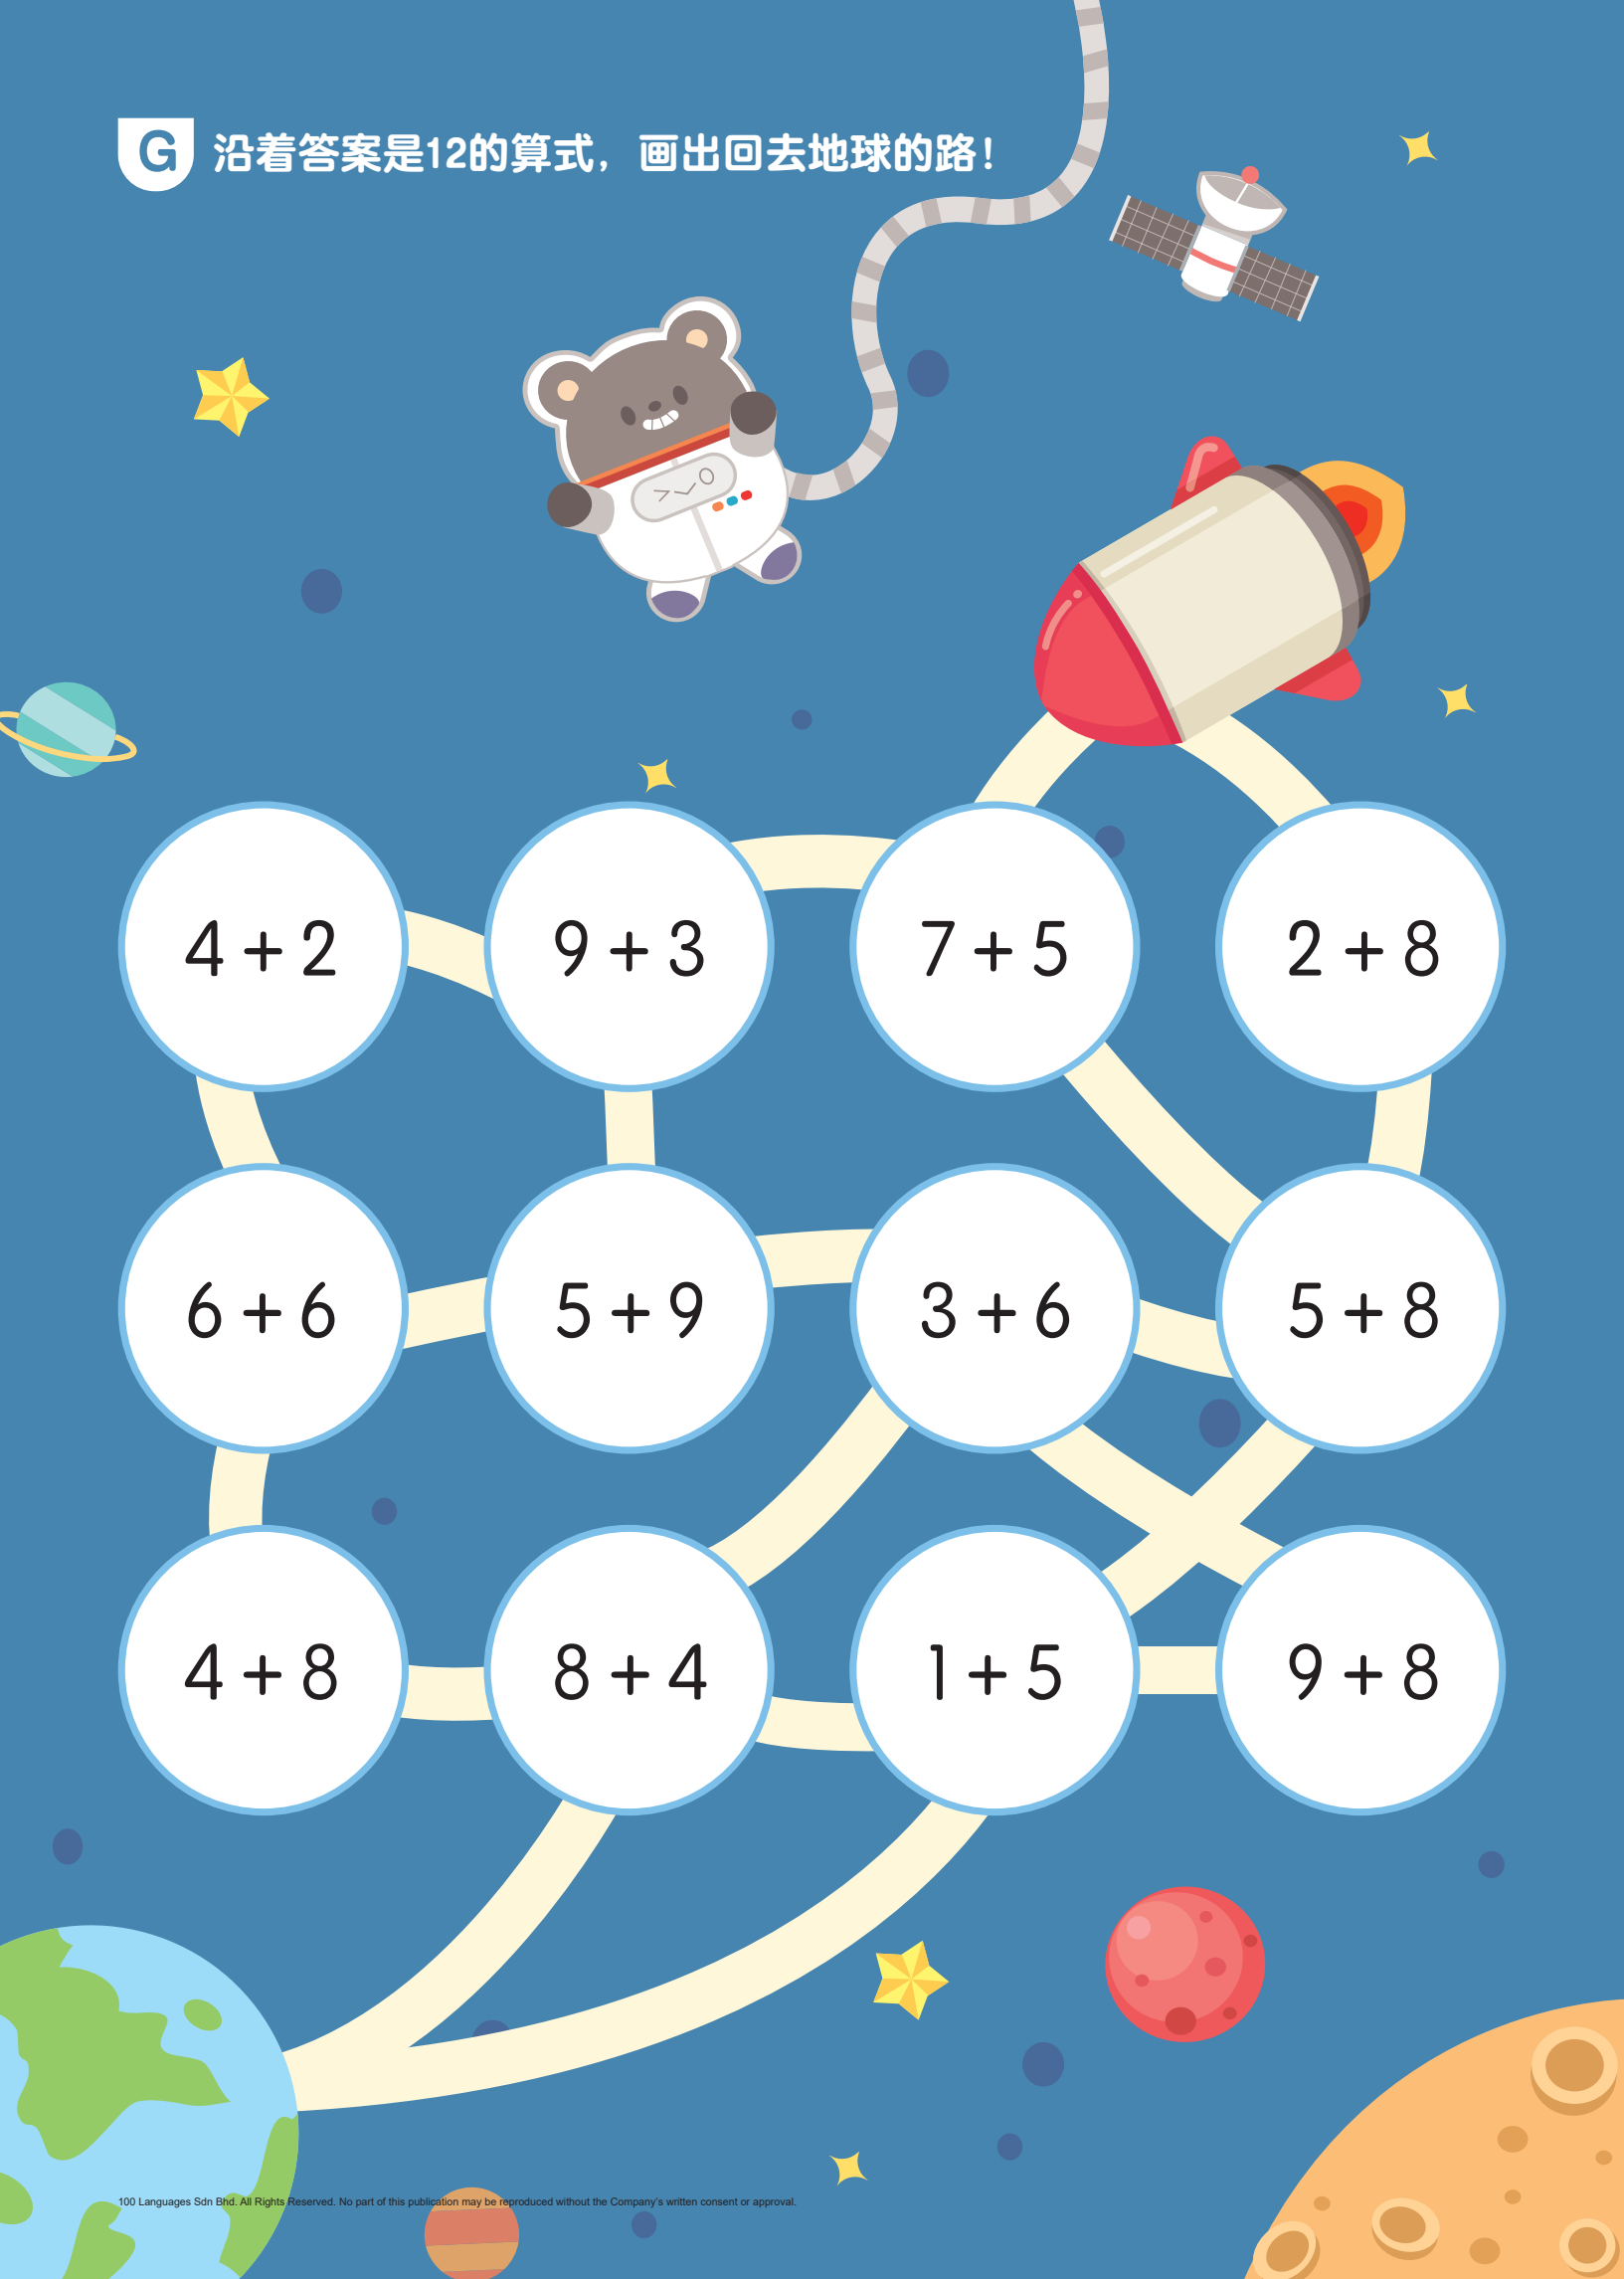 G 沿着答案是12的算式，画出回去地球的路！
4 + 2 9 + 3 7 + 5 2 + 8
6 + 6 5 + 9 3 + 6 5 + 8
4 + 8 8 + 4 1 + 5 9 + 8
100 Languages Sdn Bhd. All Rights Reserved. No part of this publication may be reproduced without the Company's written consent or approval.